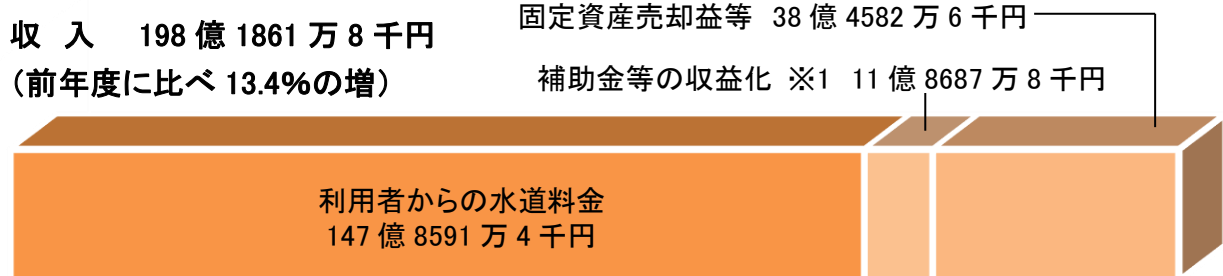 収 入 198 億 1861 万 8 千円
（前年度に比べ 13.4%の増）
固定資産売却益等 38 億 4582 万 6 千円
補助金等の収益化 ※1 11 億 8687 万 8 千円
利用者からの水道料金
147 億 8591 万 4 千円